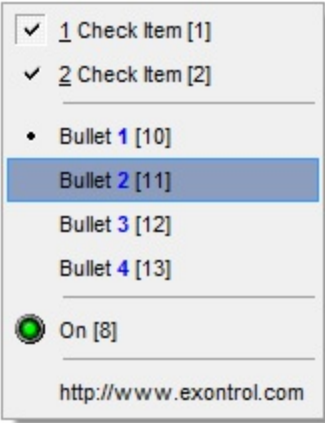 1 Check Item [1]
2 Check Item [2]
Bullet 1 [10]
Bullet 2 [11]
Bullet 3 [12]
Bullet 4 [13]
On [8]
http://www.exontrol.com